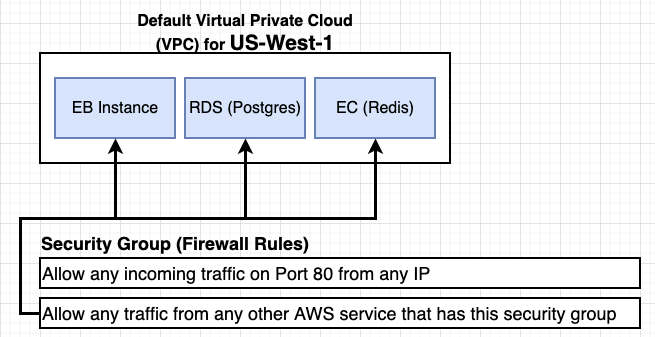 Default Virtual Private Cloud
(VPC) for US-West-1
EB Instance
RDS (Postgres)
EC (Redis)
Security Group (Firewall Rules)
Allow any incoming traffic on Port 80 from any IP
Allow any traffic from any other AWS service that has this security group